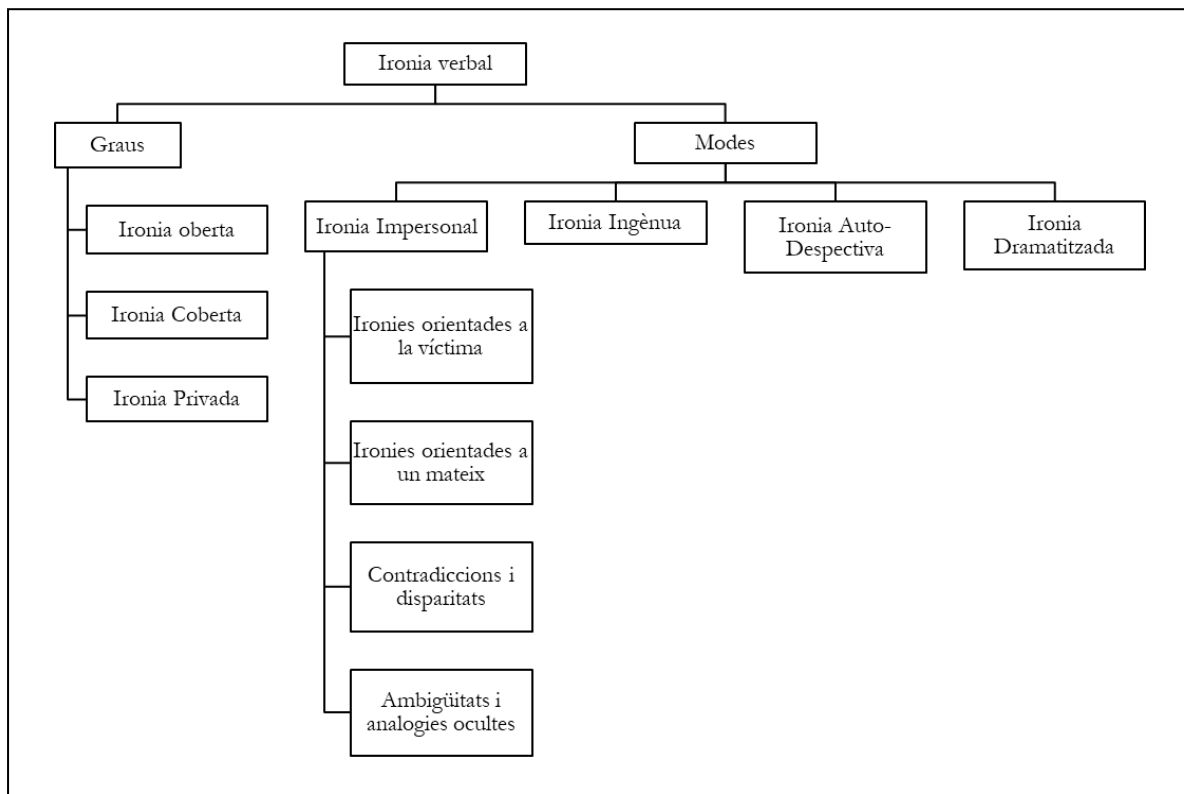 Ironia verbal
Graus
Modes
Ironia oberta
Ironia Coberta
Ironia Privada
Ironia Impersonal
Ironia Ingènua
Ironia Auto-
Despectiva
Ironia
Dramatitzada
Ironies orientades a
la víctima
Ironies orientades a
un mateix
Contradiccions i
disparitats
Ambigüitats i
analogies ocultes